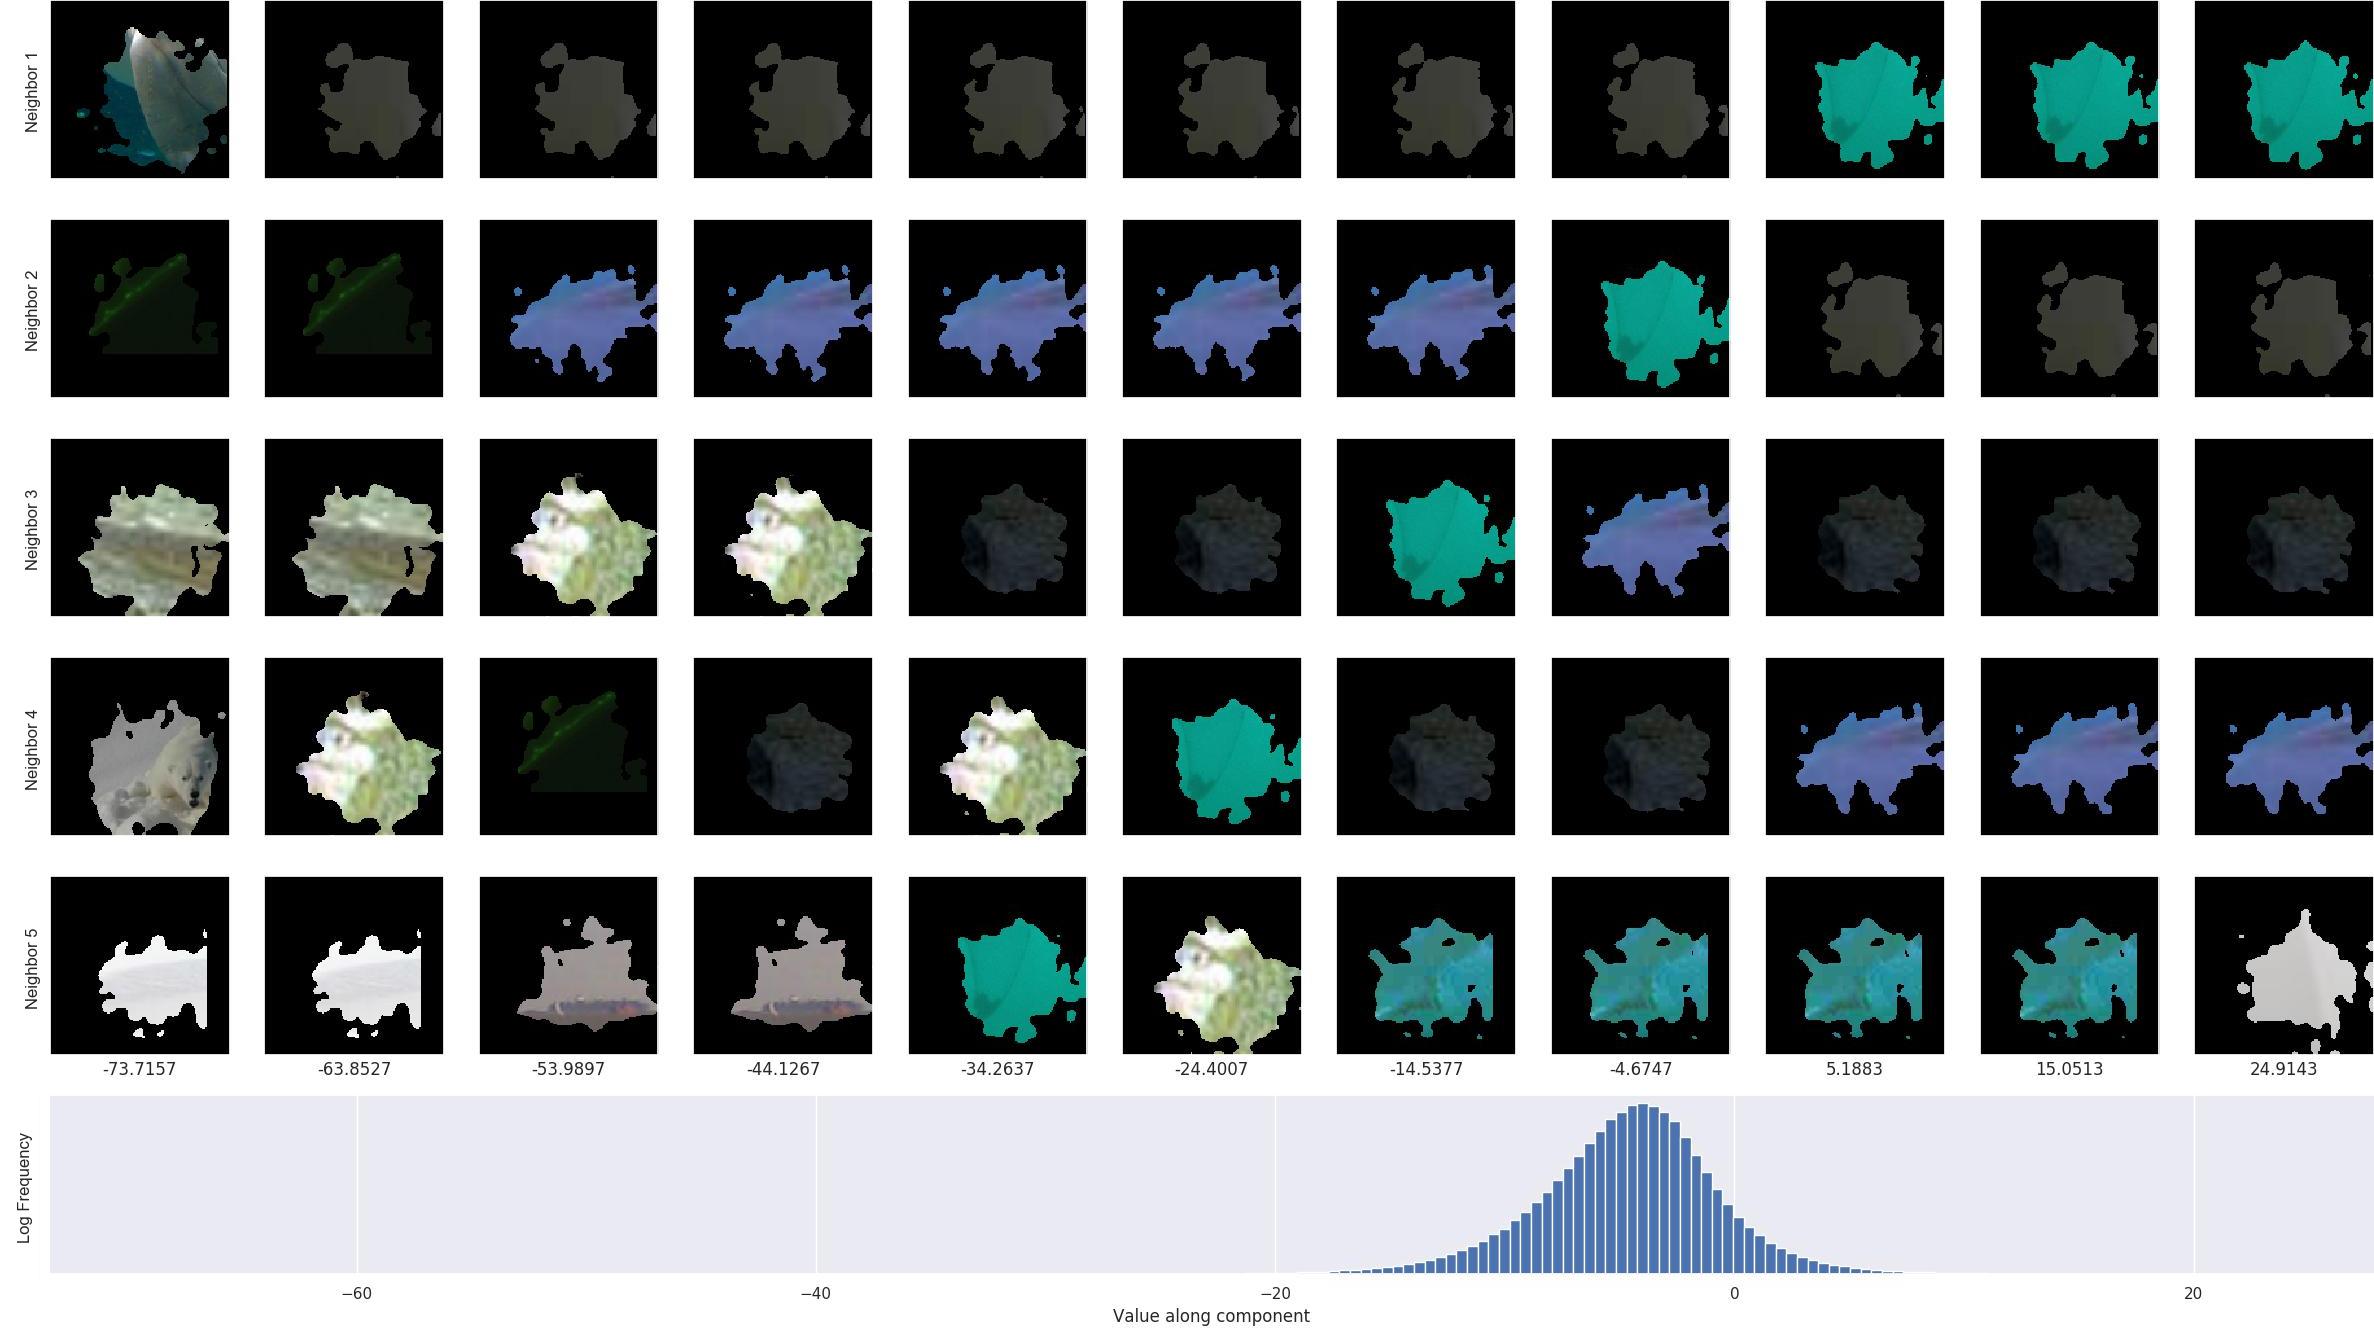 Neighbor 1
Neighbor 2
Neighbor 3
Neighbor 4
Neighbor 5
-73.7157 -63.8527 -53.9897 -44.1267 -34.2637 -24.4007 -14.5377 -4.6747 5.1883 15.0513 24.9143
Log Frequency
−60 −40 −20 0 20
Value along component